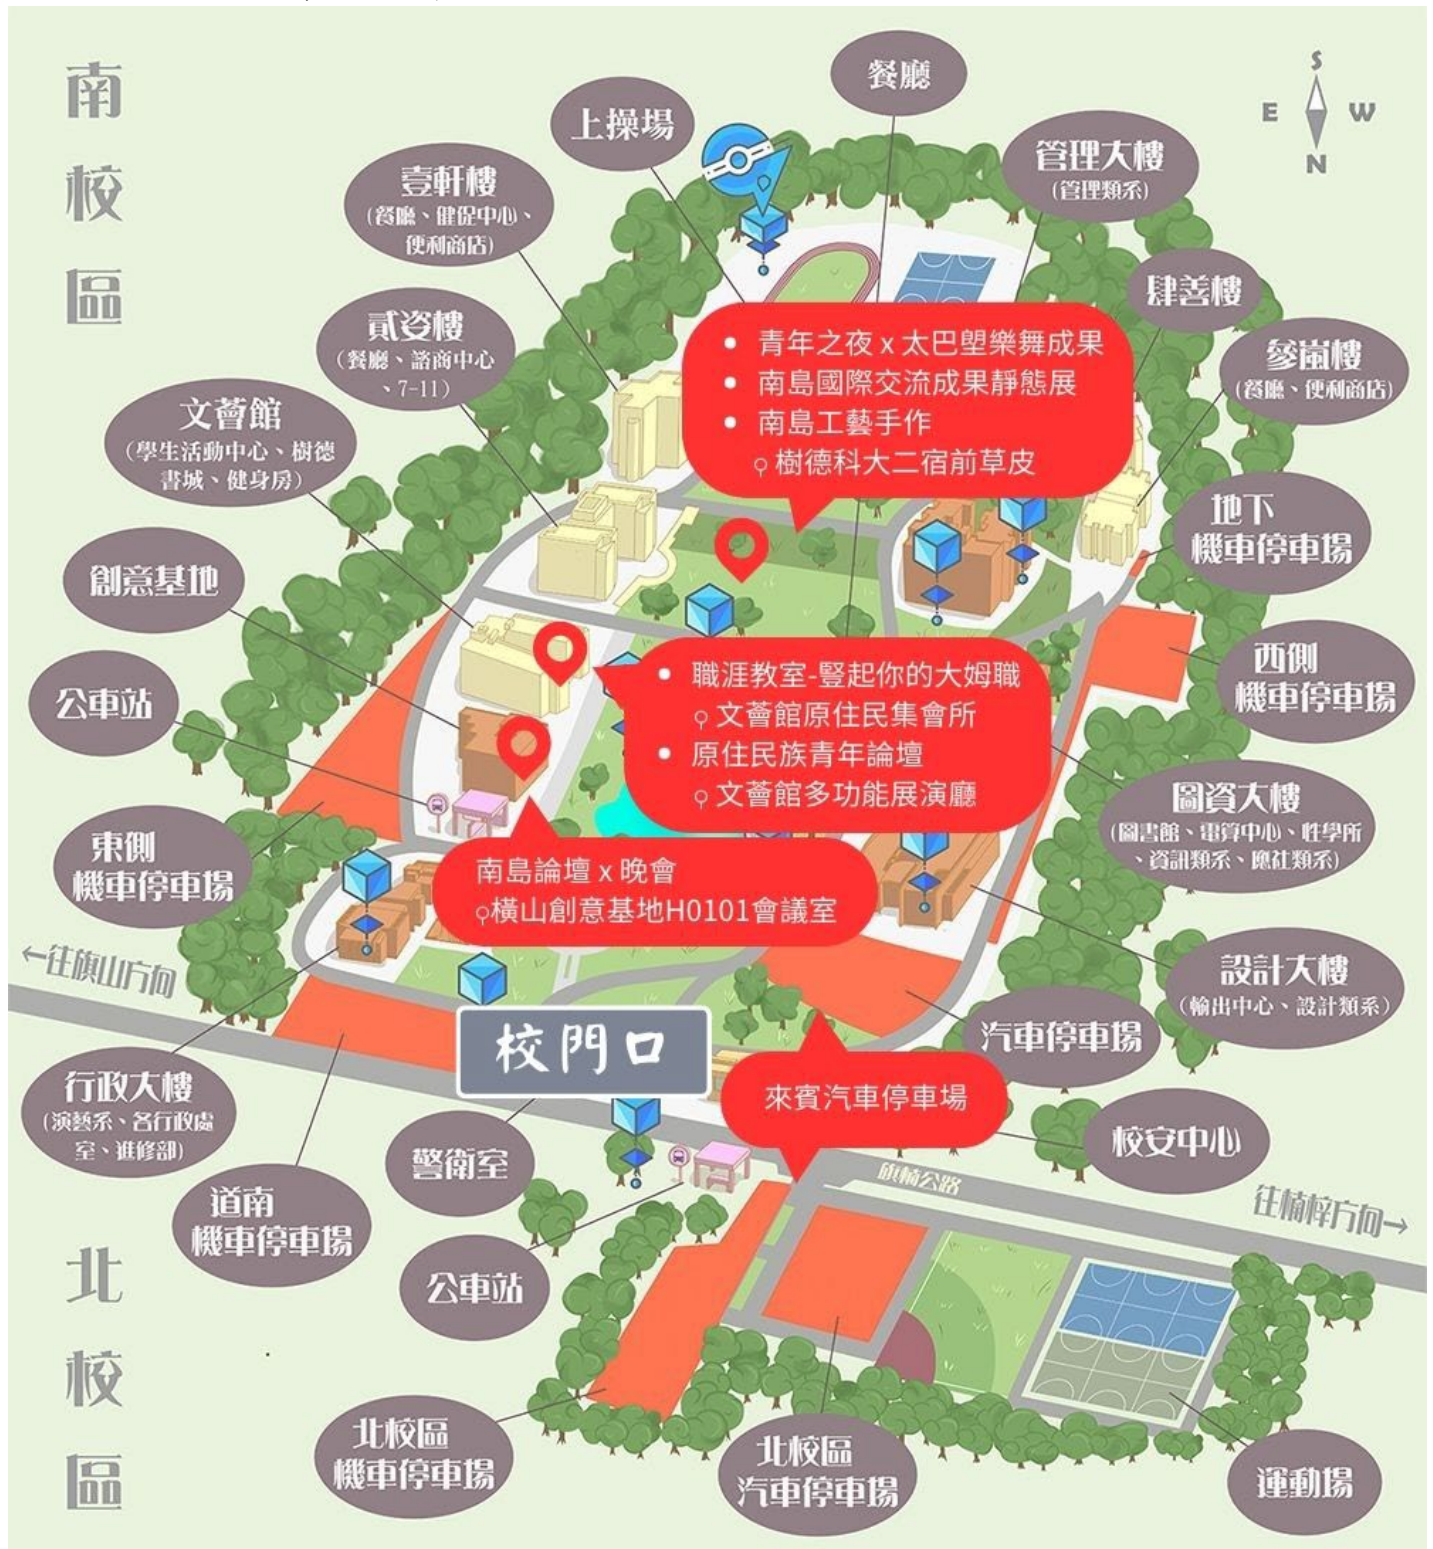 南
校
區
餐廳
上操場
S
E
W
N
管理大樓
(管理類系)
壹軒樓
(餐廳、健促中心、
便利商店)
肆善樓
貳姿樓
(餐廳、諮商中心
、7-11)
參嵐樓
(餐廳、便利商店)
• 青年之夜 x 太巴塱樂舞成果
• 南島國際交流成果靜態展
• 南島工藝手作
樹德科大二宿前草皮
文薈館
(學生活動中心、樹德
書城、健身房)
地下
機車停車場
創意基地
西側
機車停車場
公車站
• 職涯教室-豎起你的大姆職
文薈館原住民集會所
• 原住民族青年論壇
文薈館多功能展演廳
圖資大樓
(圖書館、電算中心、性學所
、資訊類系、應社類系)
東側
機車停車場
南島論壇 x 晚會
橫山創意基地H0101會議室
←往旗山方向
設計大樓
(輸出中心、設計類系)
汽車停車場
校門口
行政大樓
(演藝系、各行政處
室、進修部)
來賓汽車停車場
校安中心
警衛室
旗楠公路
往楠梓方向→
道南
機車停車場
公車站
北
校
區
北校區
機車停車場
北校區
汽車停車場
運動場